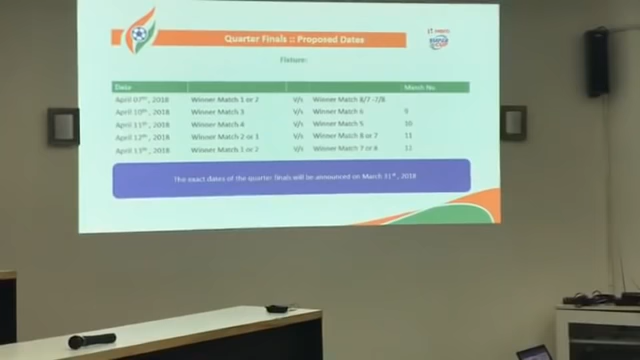 Quarter Finals :: Proposed Dates
Fixture:
Date March No.
April 07th, 2018 Winner Match 1 or 2 V/s Winner Match 8/7 -7/8
April 10th, 2018 Winner Match 3 V/s Winner Match 6 9
April 11th, 2018 Winner Match 4 V/s Winner Match 5 10
April 12th, 2018 Winner Match 2 or 1 V/s Winner Match 8 or 7 11
April 13th, 2018 Winner Match 1 or 2 V/s Winner Match 7 or 8 12
The exact dates of the quarter finals will be announced on March 31st, 2018